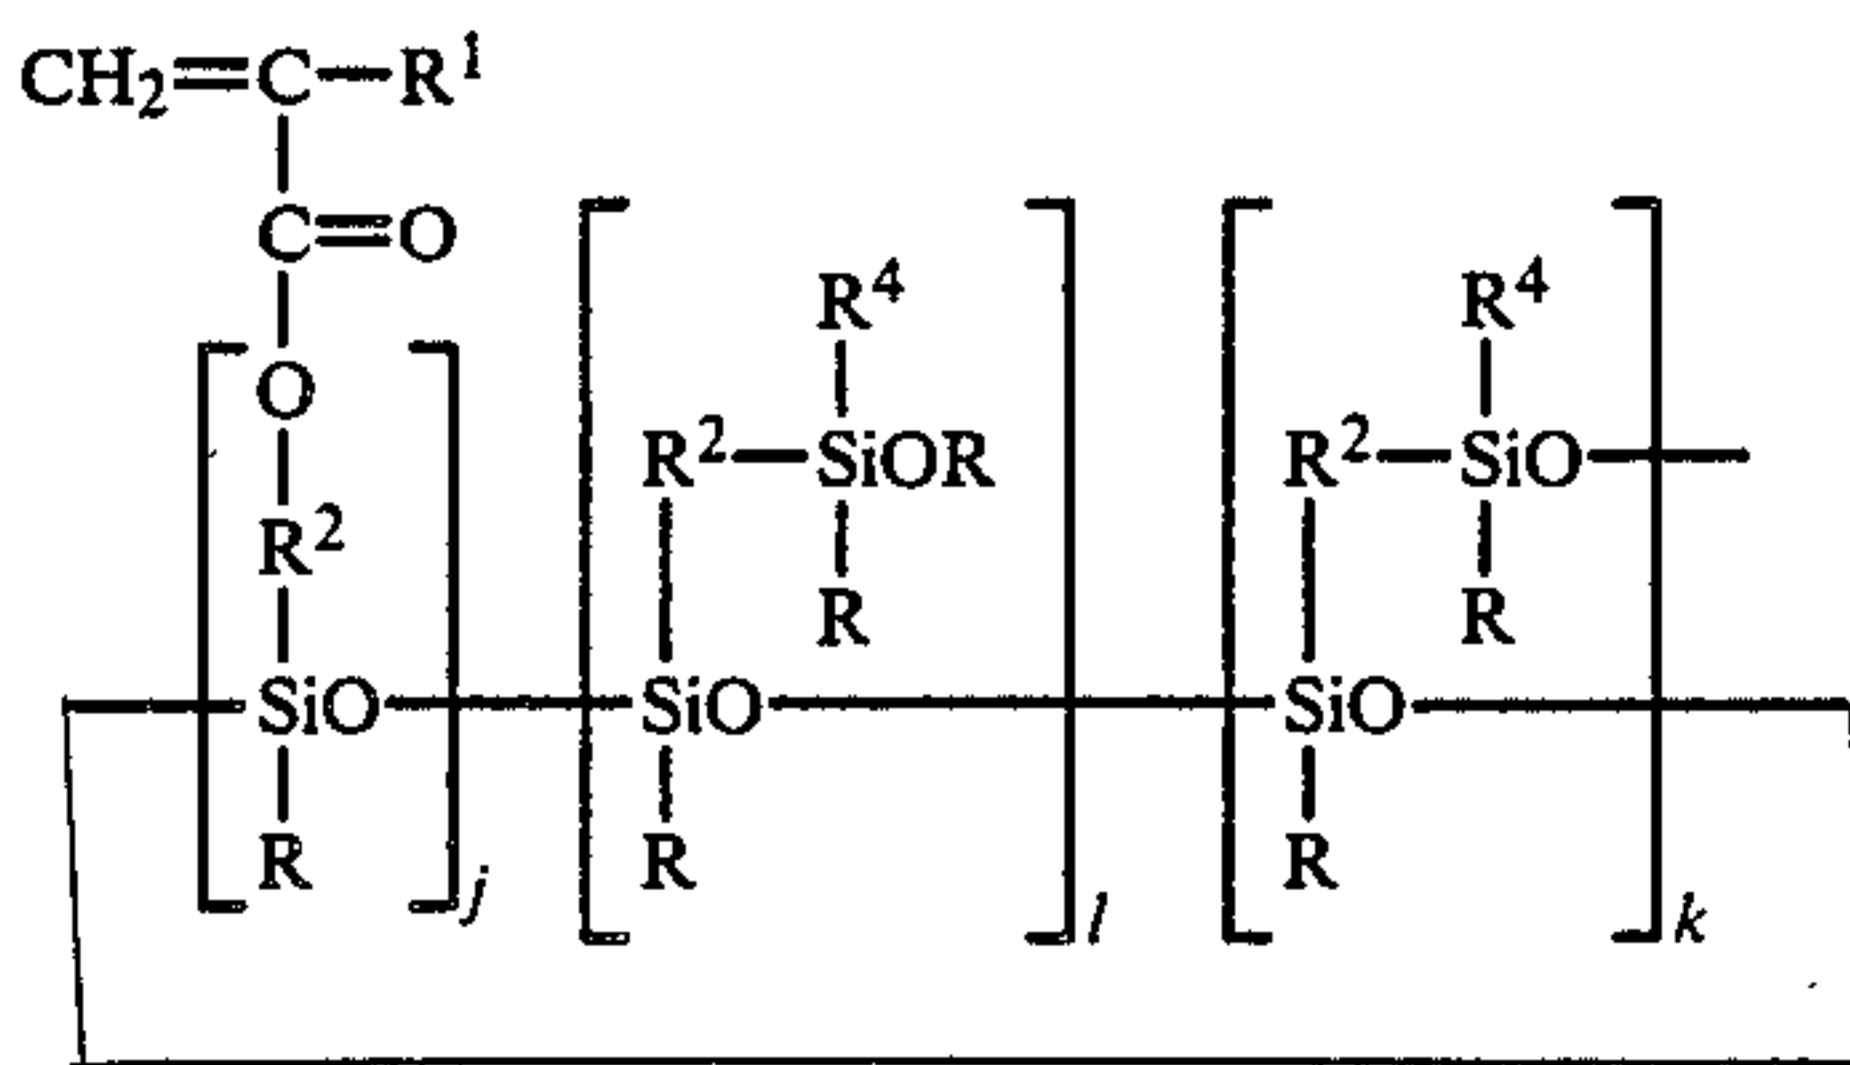 CH₂=C—R¹
C=O
R⁴ R⁴
O
R²—SiOR R²—SiO—
R²
R R
—SiO— SiO— SiO—
R R R
j l k